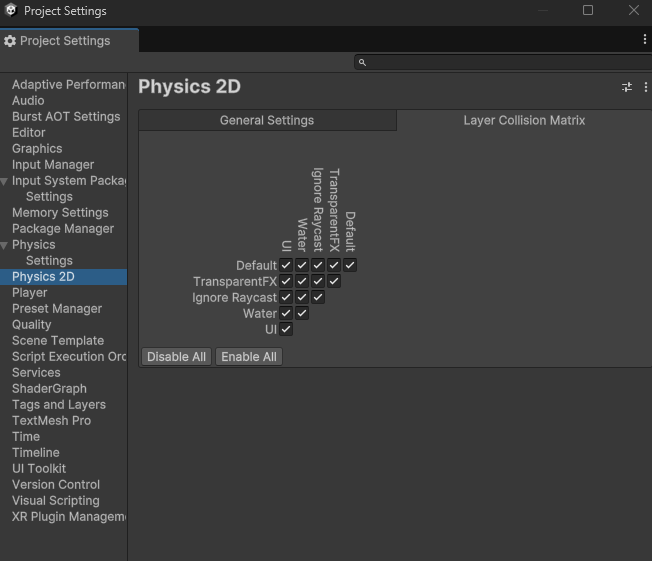 Project Settings
Project Settings
Adaptive Performan
Audio
Burst AOT Settings
Editor
Graphics
Input Manager
Input System Packa
Settings
Memory Settings
Package Manager
Physics
Settings
Physics 2D
Player
Preset Manager
Quality
Scene Template
Script Execution Orc
Services
ShaderGraph
Tags and Layers
TextMesh Pro
Time
Timeline
UI Toolkit
Version Control
Visual Scripting
XR Plugin Managem
Physics 2D
General Settings
Layer Collision Matrix
UI
Water
Ignore Raycast
TransparentFX
Default
Default
TransparentFX
Ignore Raycast
Water
UI
Disable All
Enable All